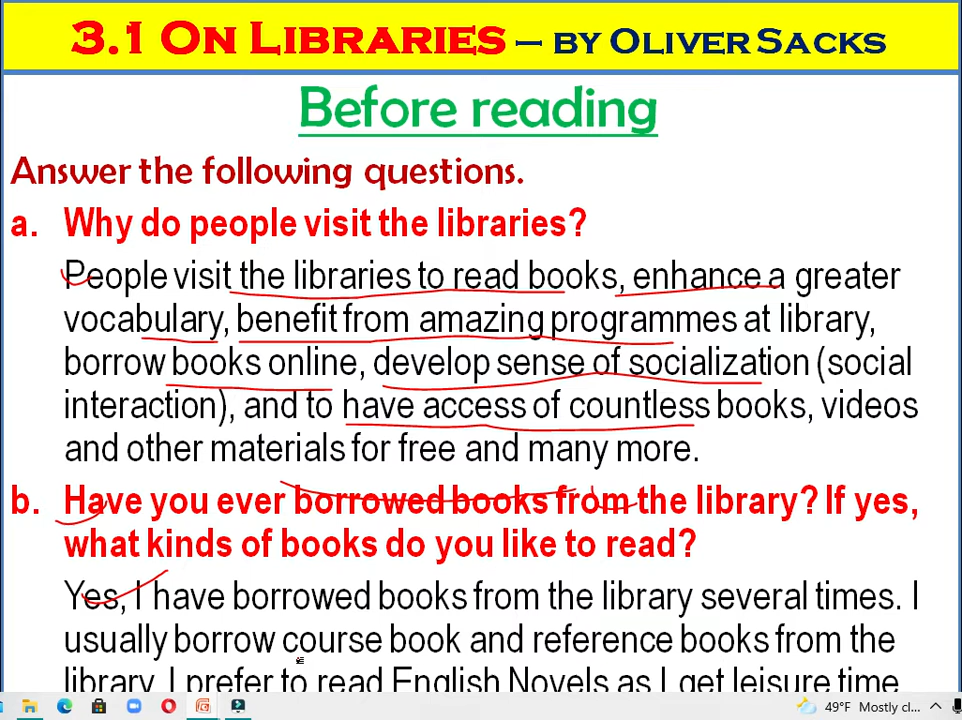 3.1 ON LIBRARIES – BY OLIVER SACKS
Before reading
Answer the following questions.
a. Why do people visit the libraries?
People visit the libraries to read books, enhance a greater
vocabulary, benefit from amazing programmes at library,
borrow books online, develop sense of socialization (social
interaction), and to have access of countless books, videos
and other materials for free and many more.
b. Have you ever borrowed books from the library? If yes,
what kinds of books do you like to read?
Yes, I have borrowed books from the library several times. I
usually borrow course book and reference books from the
library. I prefer to read English Novels as I get leisure time
49°F Mostly cl...